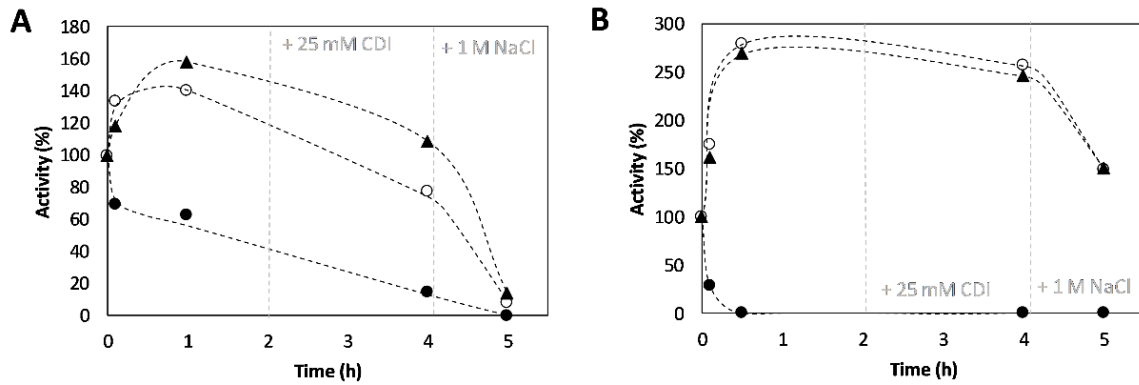 A
Activity (%)
180
160
140
120
100
80
60
40
20
0
+ 25 mM CDI
+ 1 M NaCl
0 1 2 3 4 5
Time (h)
B
Activity (%)
300
250
200
150
100
50
0
+ 25 mM CDI
+ 1 M NaCl
0 1 2 3 4 5
Time (h)